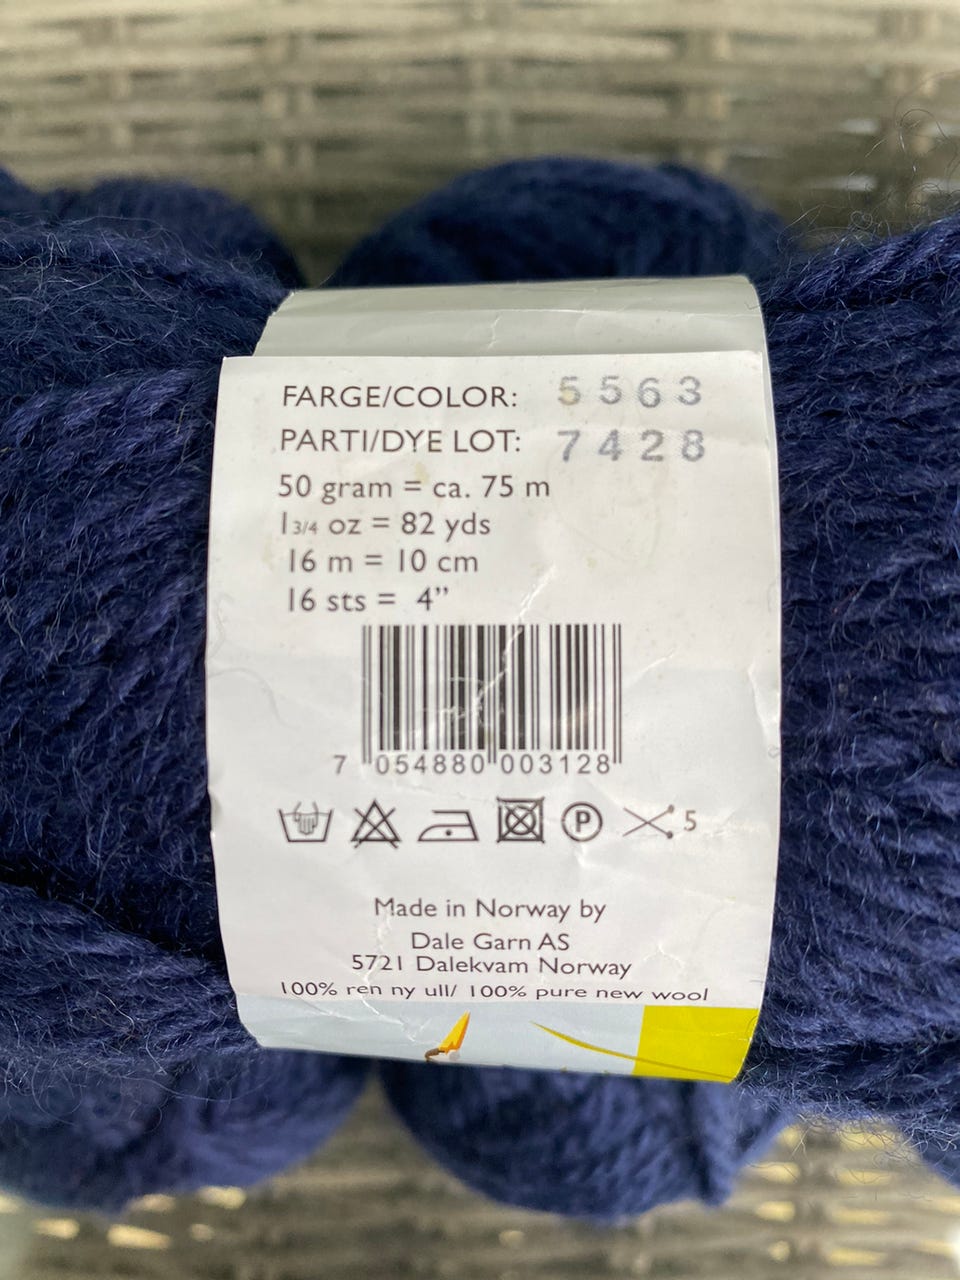 FARGE/COLOR: 5563
PARTI/DYE LOT: 7428
50 gram = ca. 75 m
1 3/4 oz = 82 yds
16 m = 10 cm
16 sts = 4”
7 054880 003128
P 5
Made in Norway by
Dale Garn AS
5721 Dalekvam Norway
100% ren ny ull/ 100% pure new wool